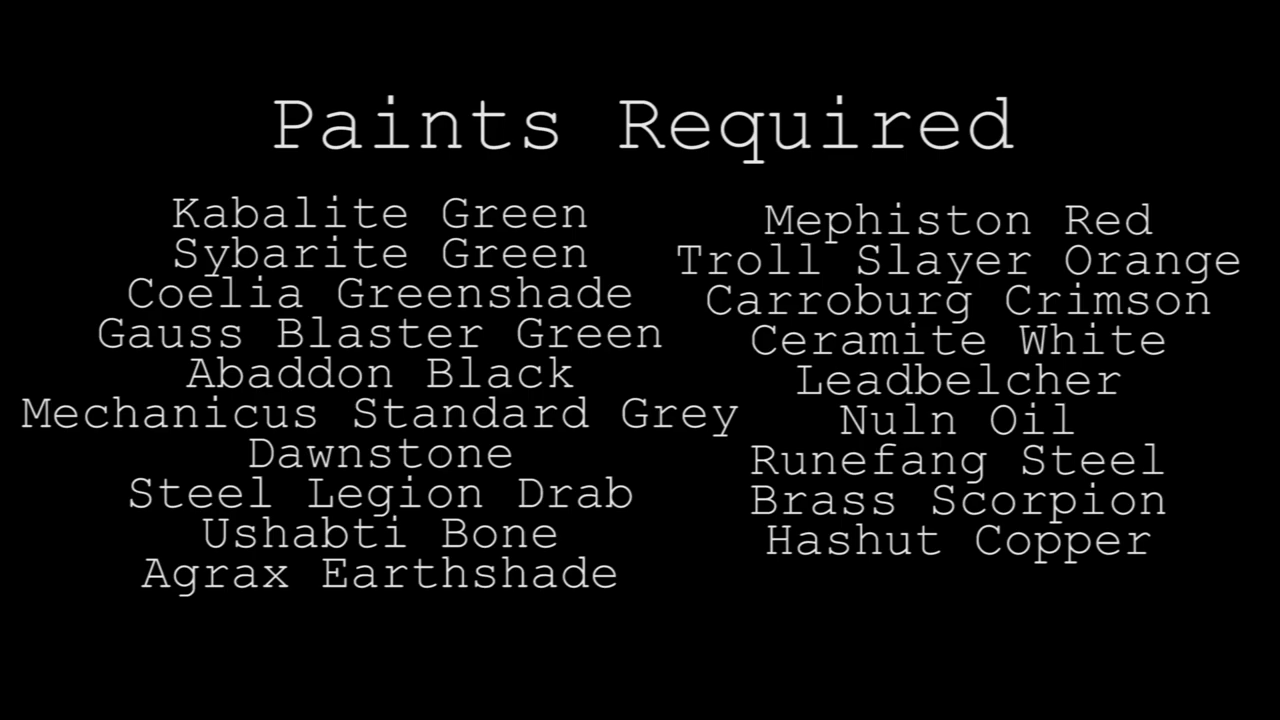 Paints Required
Kabalite Green
Sybarite Green
Coelia Greenshade
Gauss Blaster Green
Abaddon Black
Mechanicus Standard Grey
Dawnstone
Steel Legion Drab
Ushabti Bone
Agrax Earthshade
Mephiston Red
Troll Slayer Orange
Carroburg Crimson
Ceramite White
Leadbelcher
Nuln Oil
Runefang Steel
Brass Scorpion
Hashut Copper